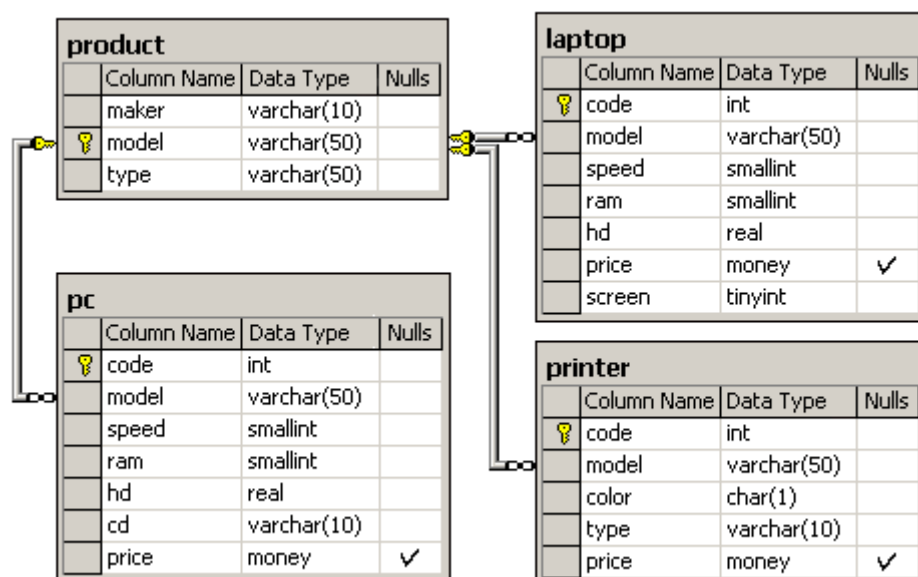 product
Column Name Data Type Nulls
maker varchar(10)
model varchar(50)
type varchar(50)
laptop
Column Name Data Type Nulls
code int
model varchar(50)
speed smallint
ram smallint
hd real
price money ✓
screen tinyint
pc
Column Name Data Type Nulls
code int
model varchar(50)
speed smallint
ram smallint
hd real
cd varchar(10)
price money ✓
printer
Column Name Data Type Nulls
code int
model varchar(50)
color char(1)
type varchar(10)
price money ✓